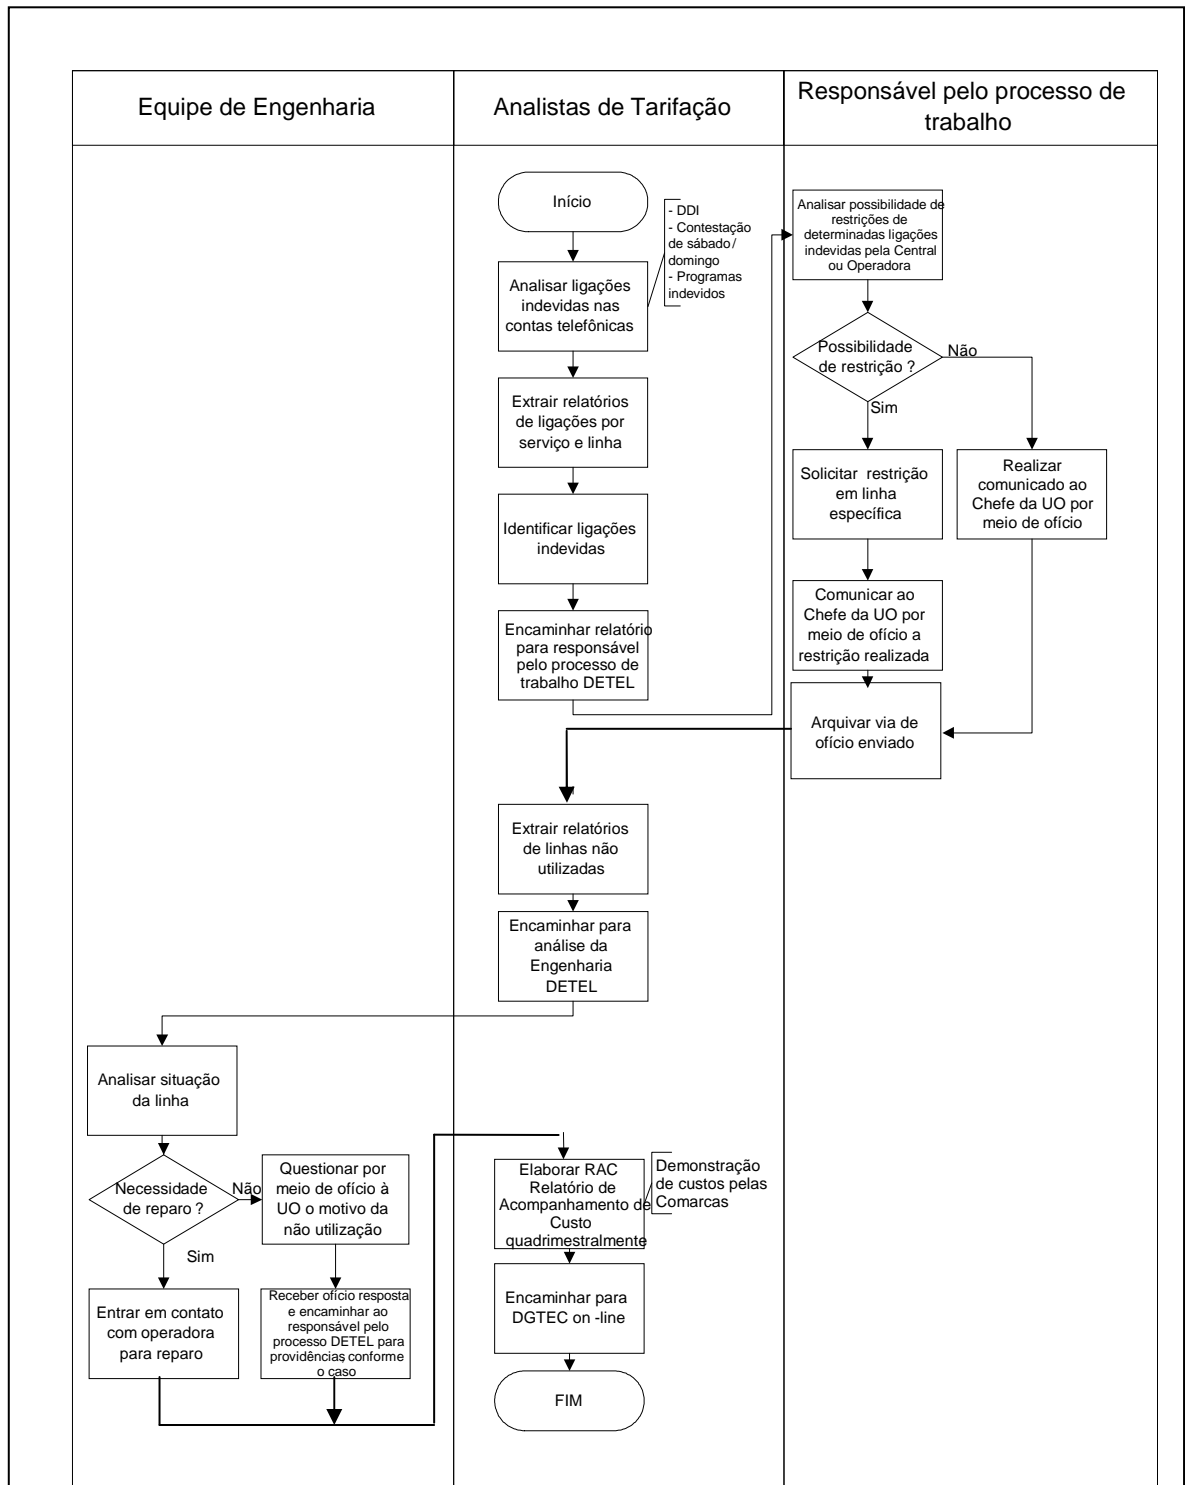 Equipe de Engenharia
Analistas de Tarifação
Responsável pelo processo de
trabalho
Início
- DDI
- Contestação
de sábado/
domingo
- Programas
indevidos
Analisar ligações
indevidas nas
contas telefônicas
Extrair relatórios
de ligações por
serviço e linha
Identificar ligações
indevidas
Encaminhar relatório
para responsável
pelo processo de
trabalho DETEL
Analisar possibilidade de
restrições de
determinadas ligações
indevidas pela Central
ou Operadora
Possibilidade
de restrição ?
Não
Sim
Solicitar restrição
em linha
específica
Realizar
comunicado ao
Chefe da UO por
meio de ofício
Comunicar ao
Chefe da UO por
meio de ofício a
restrição realizada
Arquivar via de
ofício enviado
Extrair relatórios
de linhas não
utilizadas
Encaminhar para
análise da
Engenharia
DETEL
Analisar situação
da linha
Necessidade
de reparo ?
Não
Sim
Questionar por
meio de ofício à
UO o motivo da
não utilização
Entrar em contato
com operadora
para reparo
Receber ofício resposta
e encaminhar ao
responsável pelo
processo DETEL para
providências, conforme
o caso
Elaborar RAC
Relatório de
Acompanhamento de
Custo
quadrimestralmente
Demonstração
de custos pelas
Comarcas
Encaminhar para
DGTEC on -line
FIM